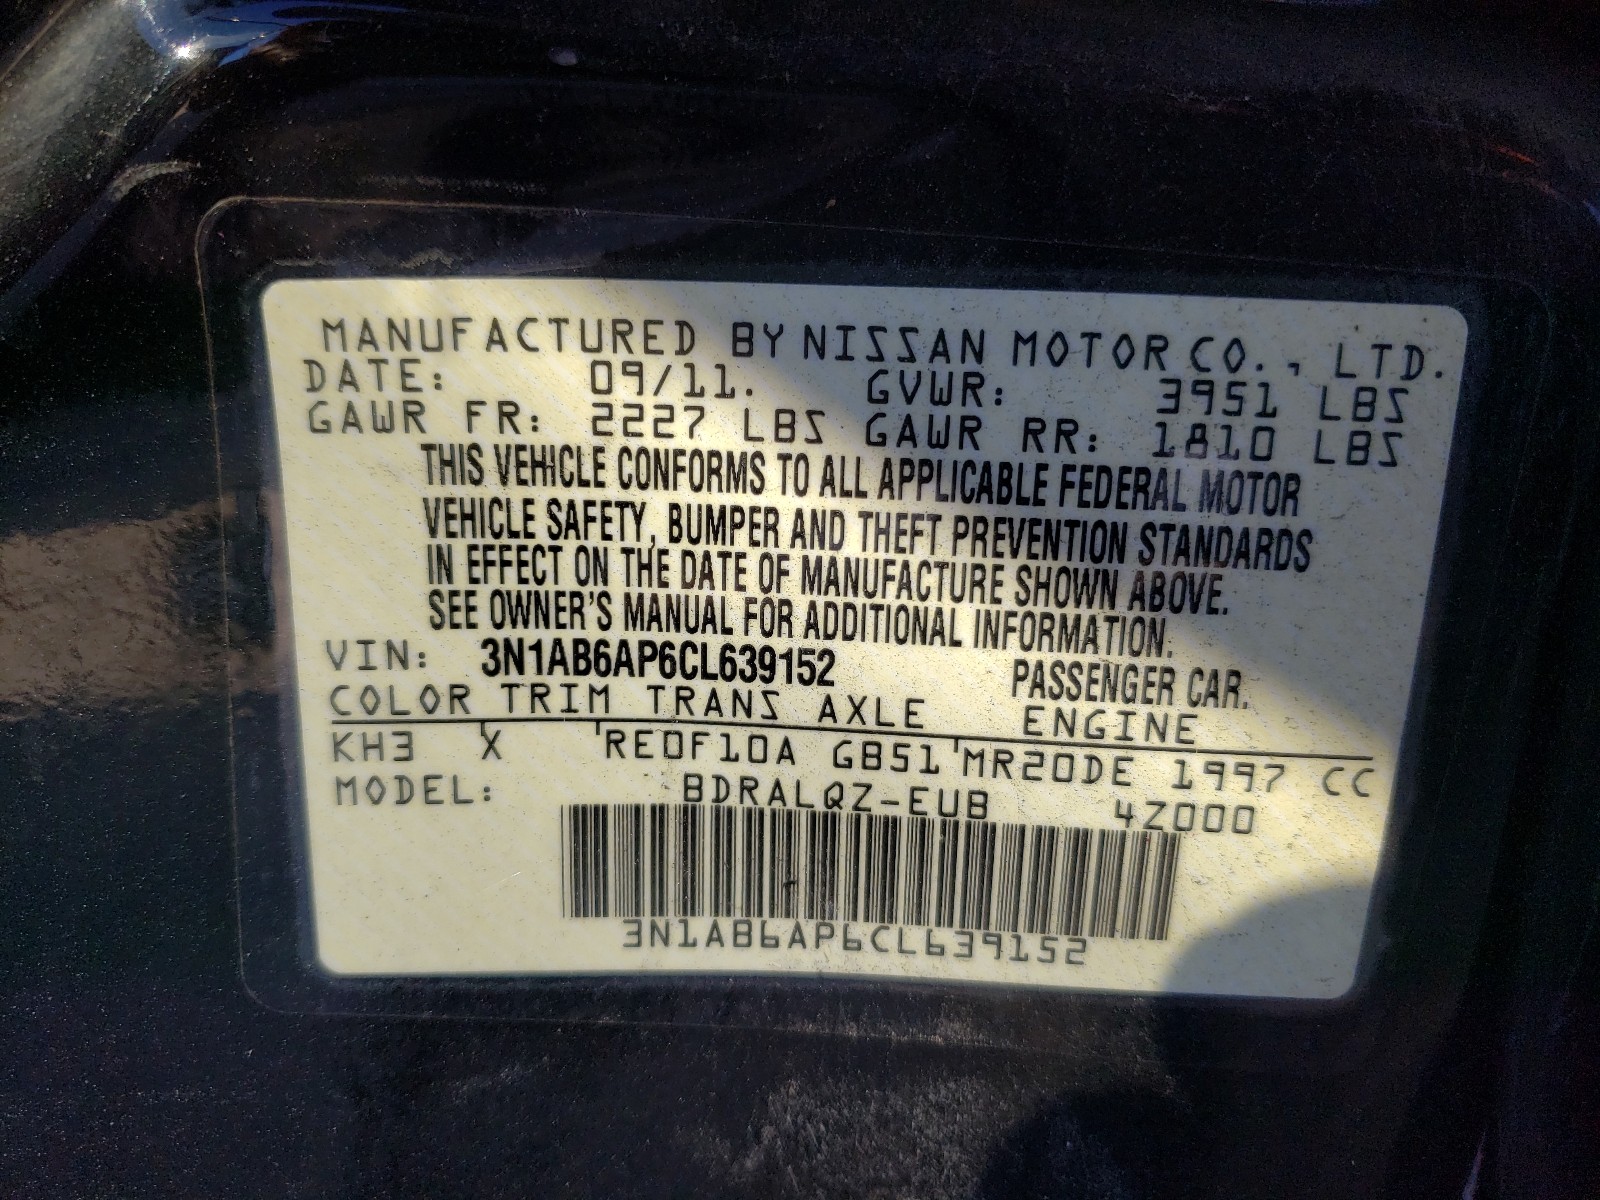 MANUFACTURED BY NISSAN MOTOR CO., LTD.
DATE: 09/11. GVWR: 3951 LBS
GAWR FR: 2227 LBS GAWR RR: 1810 LBS
THIS VEHICLE CONFORMS TO ALL APPLICABLE FEDERAL MOTOR
VEHICLE SAFETY, BUMPER AND THEFT PREVENTION STANDARDS
IN EFFECT ON THE DATE OF MANUFACTURE SHOWN ABOVE.
SEE OWNER'S MANUAL FOR ADDITIONAL INFORMATION.
VIN: 3N1AB6AP6CL639152 PASSENGER CAR.
COLOR TRIM TRANS AXLE ENGINE
KH3 X RE0F10A GB51 MR20DE 1997 CC
MODEL: BDRALQZ-EUB 4Z000
3N1AB6AP6CL639152